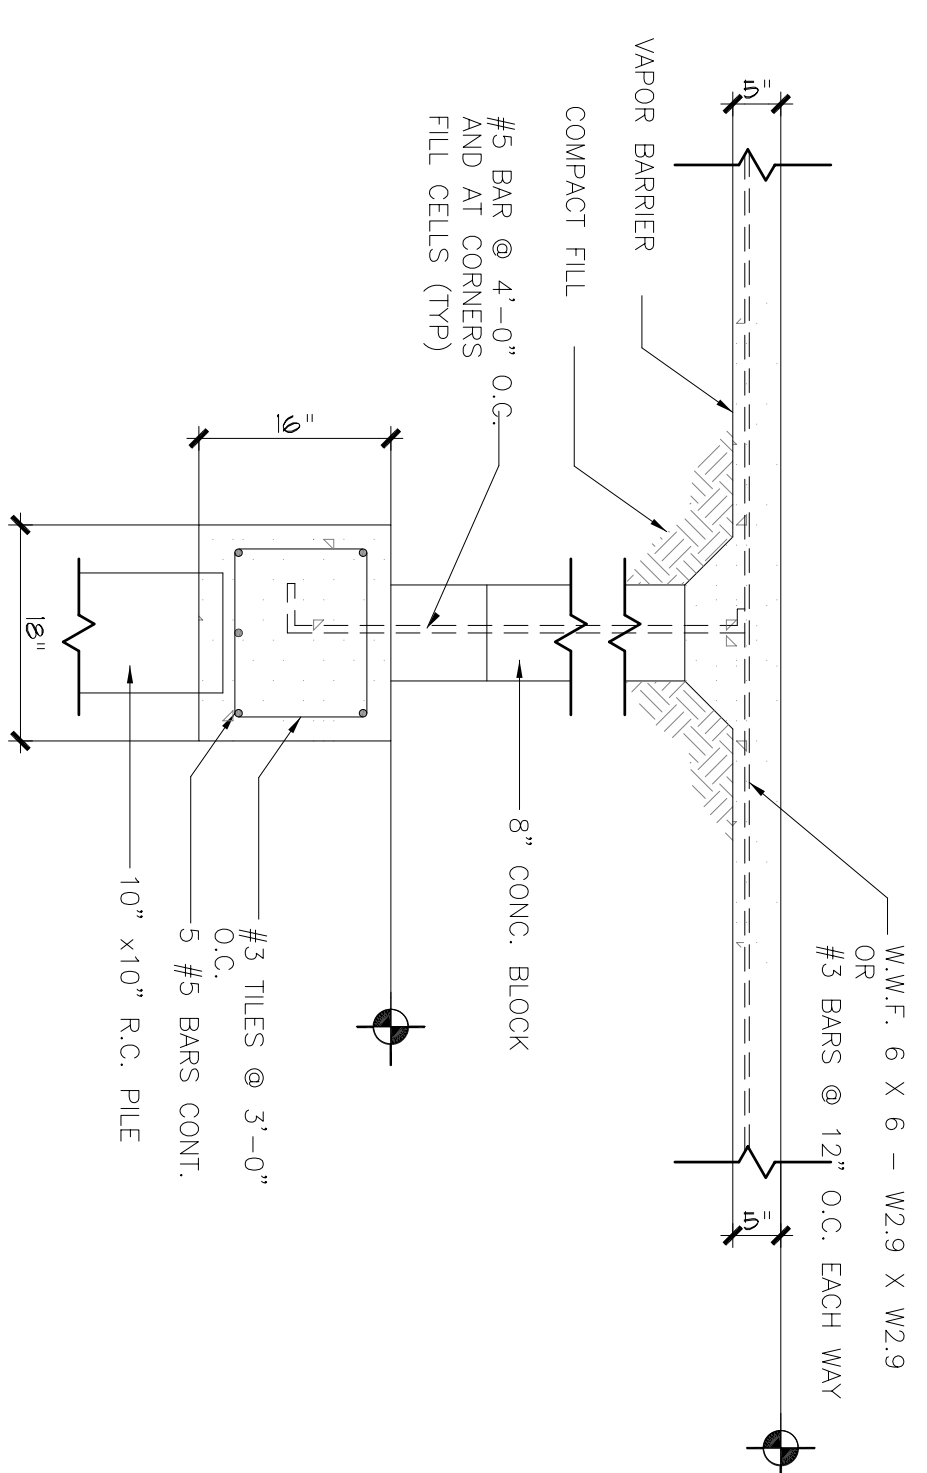 W.W.F. 6 X 6 - W2.9 X W2.9
OR
#3 BARS @ 12" O.C. EACH WAY
5"
5"
VAPOR BARRIER
COMPACT FILL
#5 BAR @ 4'-0" O.C.
AND AT CORNERS
FILL CELLS (TYP)
8" CONC. BLOCK
16"
#3 TILES @ 3'-0"
O.C.
5 #5 BARS CONT.
10" x10" R.C. PILE
18"